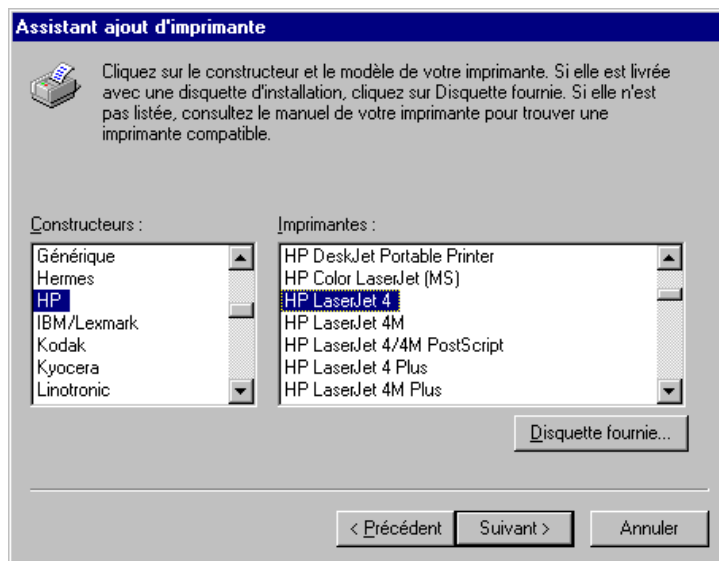 Assistant ajout d'imprimante
Cliquez sur le constructeur et le modèle de votre imprimante. Si elle est livrée
avec une disquette d'installation, cliquez sur Disquette fournie. Si elle n'est
pas listée, consultez le manuel de votre imprimante pour trouver une
imprimante compatible.
Constructeurs :
Générique
Hermes
HP
IBM/Lexmark
Kodak
Kyocera
Linotronic
Imprimantes :
HP DeskJet Portable Printer
HP Color LaserJet (MS)
HP LaserJet 4
HP LaserJet 4M
HP LaserJet 4/4M PostScript
HP LaserJet 4 Plus
HP LaserJet 4M Plus
Disquette fournie...
< Précédent
Suivant >
Annuler